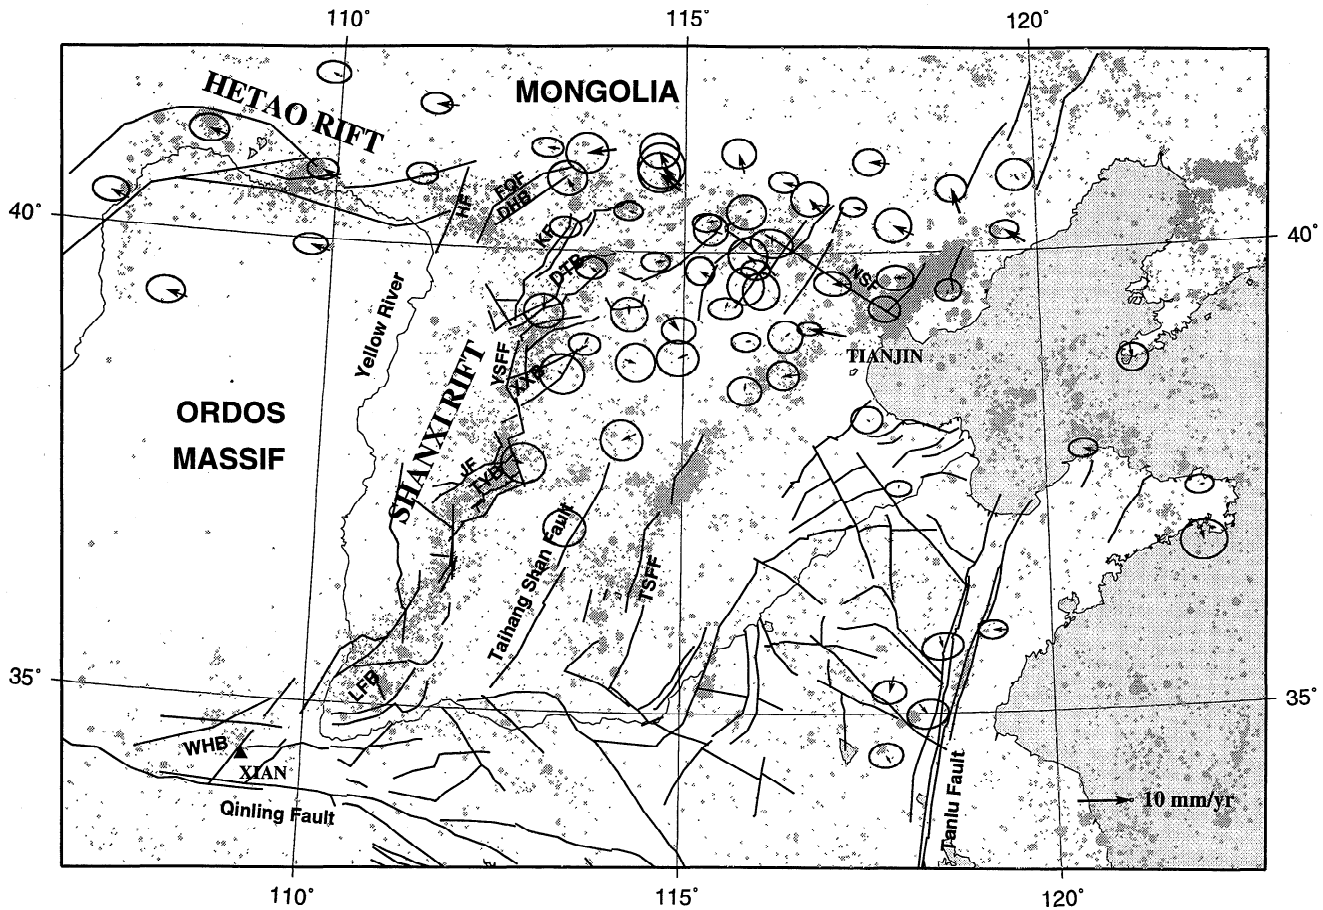 110° 115° 120°
HETAO RIFT
MONGOLIA
FQF
DHB
HF
40°
40°
KF
DTB
NSF
Yellow River
TIANJIN
YSFF
XXB
SHANXI RIFT
ORDOS
MASSIF
JF
TYB
Taihang Shan Fault
TSFF
35°
35°
LFB
WHB
XIAN
Qinling Fault
Tanlu Fault
10 mm/yr
110° 115° 120°